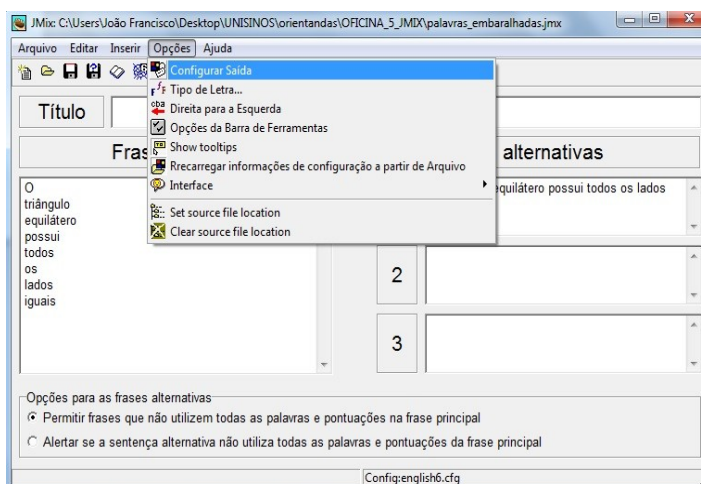 JMix: C:\Users\João Francisco\Desktop\UNISINOS\orientandas\OFICINA_5_JMIX\palavras_embaralhadas.jmx
Arquivo Editar Inserir Opções Ajuda
Configurar Saída
Tipo de Letra...
Direita para a Esquerda
Opções da Barra de Ferramentas
Show tooltips
Rrecarregar informações de configuração a partir de Arquivo
Interface
Set source file location
Clear source file location
Título
Fras
alternativas
O
triângulo
equilátero
possui
todos
os
lados
iguais
equilátero possui todos os lados
2
3
Opções para as frases alternativas
Permitir frases que não utilizem todas as palavras e pontuações na frase principal
Alertar se a sentença alternativa não utiliza todas as palavras e pontuações da frase principal
Config:english6.cfg